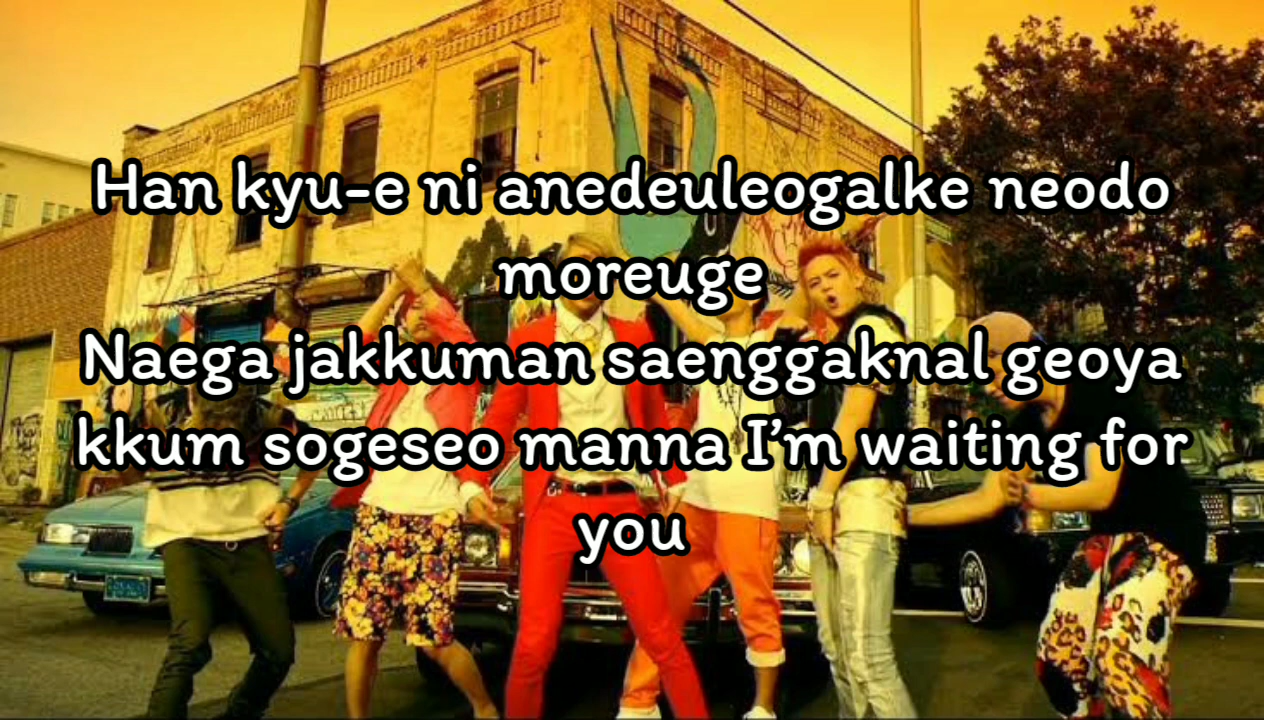 Han kyu-e ni anedeuleogalke neodo
moreuge
Naega jakkuman saenggaknal geoya
kkum sogeseo manna I'm waiting for
you